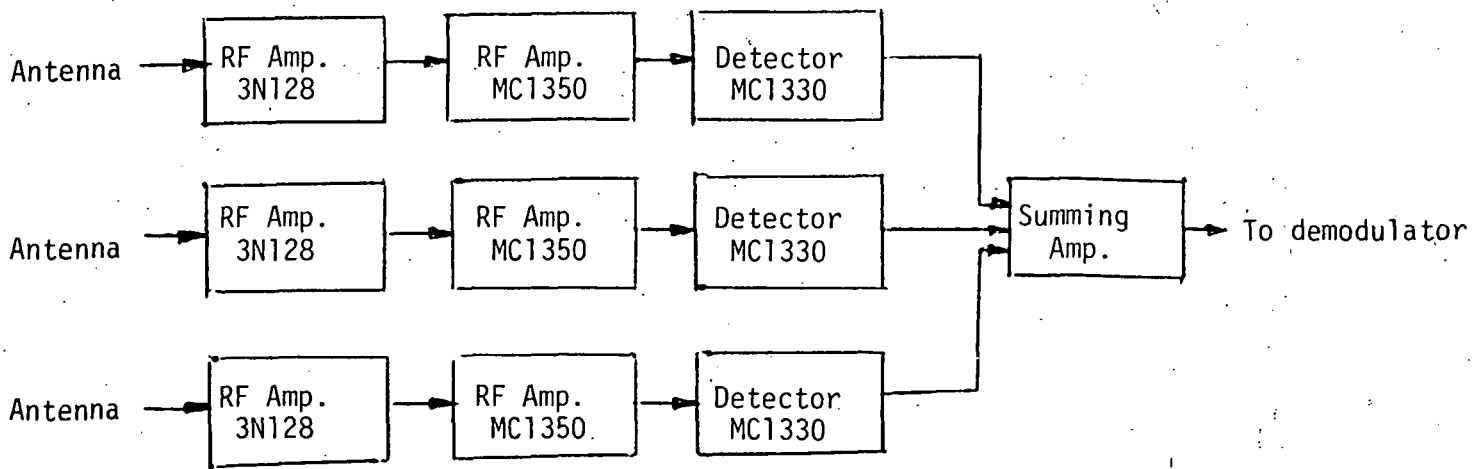 Antenna
RF Amp.
3N128
RF Amp.
MC1350
Detector
MC1330
Antenna
RF Amp.
3N128
RF Amp.
MC1350
Detector
MC1330
Summing
Amp.
To demodulator
Antenna
RF Amp.
3N128
RF Amp.
MC1350
Detector
MC1330